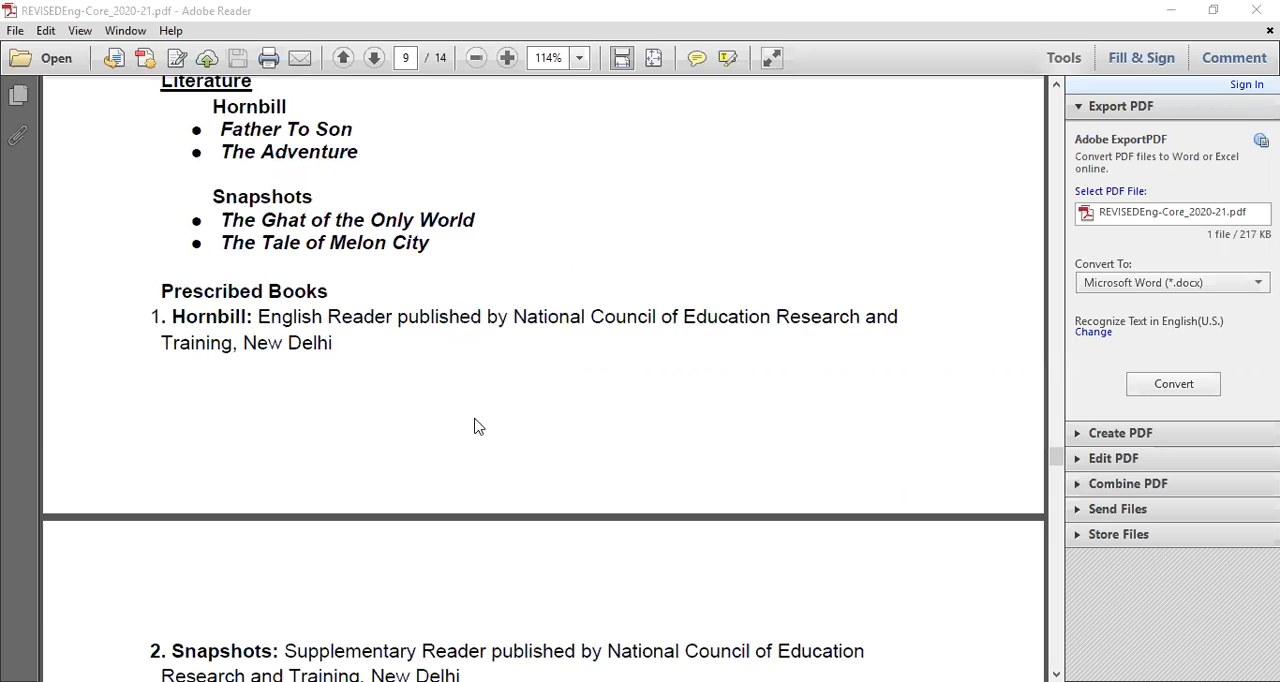 REVISEDEng-Core_2020-21.pdf - Adobe Reader
File Edit View Window Help
Open 9 / 14 114% Tools Fill & Sign Comment
Sign In
Literature
Hornbill
● Father To Son
● The Adventure
Snapshots
● The Ghat of the Only World
● The Tale of Melon City
Prescribed Books
1. Hornbill: English Reader published by National Council of Education Research and
Training, New Delhi
2. Snapshots: Supplementary Reader published by National Council of Education
Research and Training, New Delhi
Export PDF
Adobe ExportPDF
Convert PDF files to Word or Excel
online.
Select PDF File:
REVISEDEng-Core_2020-21.pdf
1 file / 217 KB
Convert To:
Microsoft Word (*.docx)
Recognize Text in English(U.S.)
Change
Convert
Create PDF
Edit PDF
Combine PDF
Send Files
Store Files